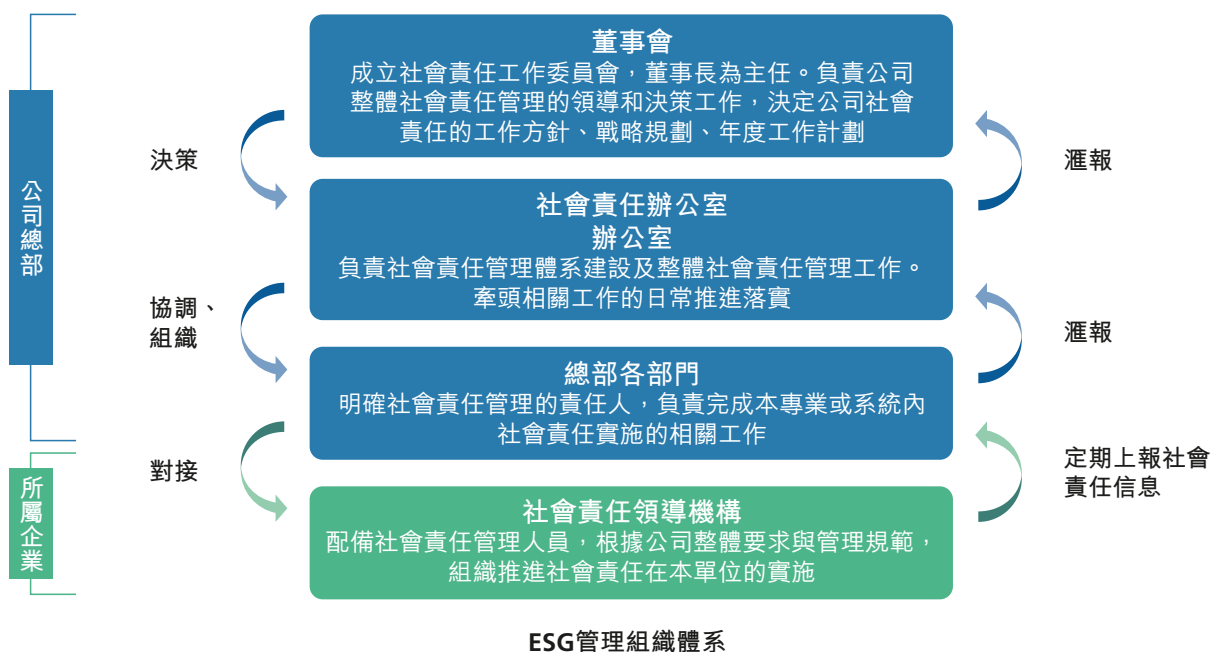 公司總部
所屬企業
董事會
成立社會責任工作委員會，董事長為主任。負責公司
整體社會責任管理的領導和決策工作，決定公司社會
責任的工作方針、戰略規劃、年度工作計劃
決策
滙報
社會責任辦公室
辦公室
負責社會責任管理體系建設及整體社會責任管理工作。
牽頭相關工作的日常推進落實
協調、
組織
滙報
總部各部門
明確社會責任管理的責任人，負責完成本專業或系統內
社會責任實施的相關工作
對接
定期上報社會
責任信息
社會責任領導機構
配備社會責任管理人員，根據公司整體要求與管理規範，
組織推進社會責任在本單位的實施
ESG管理組織體系